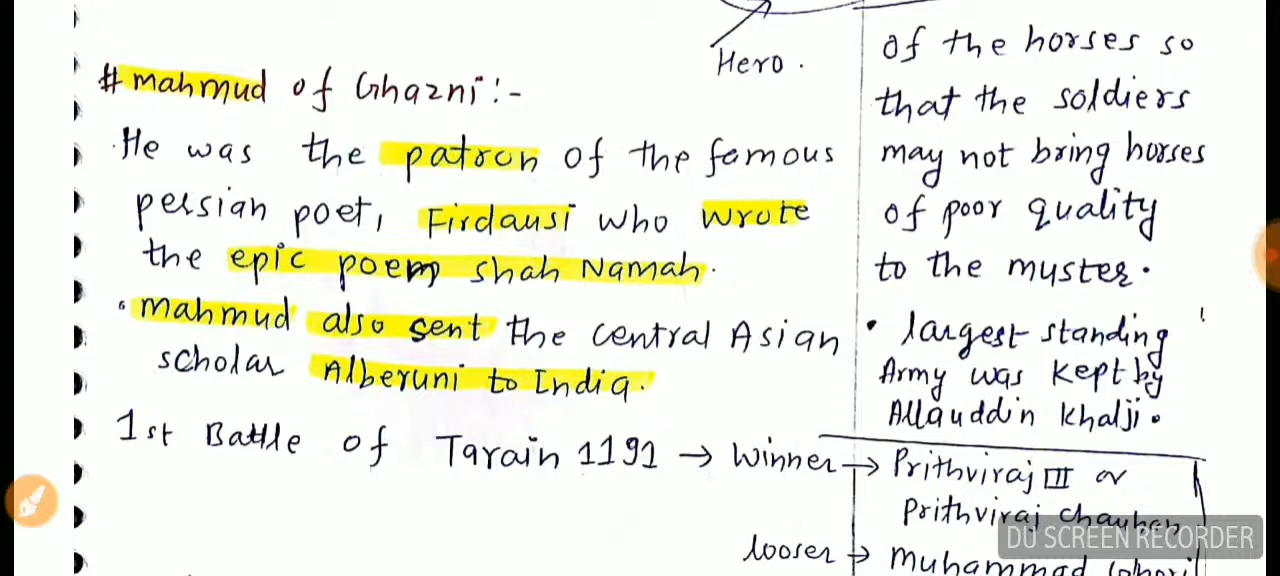 Hero.
# mahmud of Ghazni:-
He was the patron of the famous
persian poet, Firdausi who wrote
the epic poem shah Namah.
mahmud also sent the central Asian
scholar Alberuni to India.
of the horses so
that the soldiers
may not bring horses
of poor quality
to the myster.
• largest standing
Army was kept by
Allauddin Khalji.
1st Battle of Tarain 1191 → winner → Prithviraj III or
Prithviraj chauhan
looser → Muhammad Ghori
DU SCREEN RECORDER